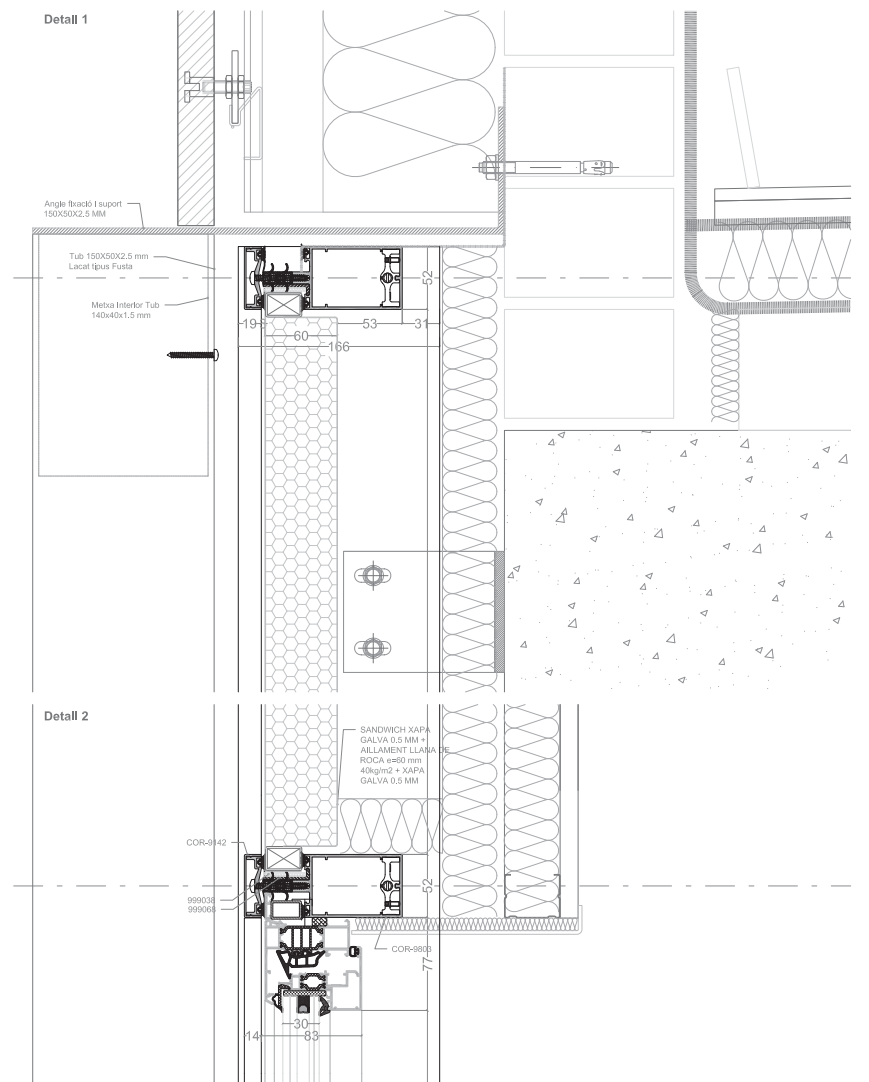 Detall 1
Angle fixació i suport
150X50X2,5 MM
Tub 150X50X2.5 mm
Lacat tipus Fusta
Metxa Interior Tub
140x40x1.5 mm
52
19
53
31
60
166
Detall 2
SANDWICH XAPA
GALVA 0.5 MM +
AILLAMENT LLANA DE
ROCA e=60 mm
40kg/m2 + XAPA
GALVA 0,5 MM
COR-9142
999038
999068
52
COR-9803
77
30
14
83